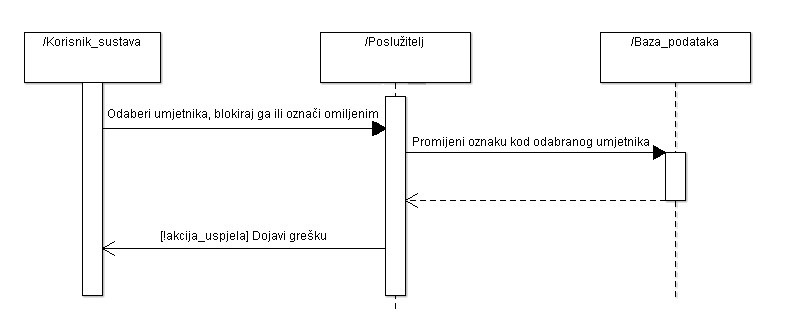 /Korisnik_sustava
/Poslužitelj
/Baza_podataka
Odaberi umjetnika, blokiraj ga ili označi omiljenim
Promijeni oznaku kod odabranog umjetnika
[!akcija_uspjela] Dojavi grešku